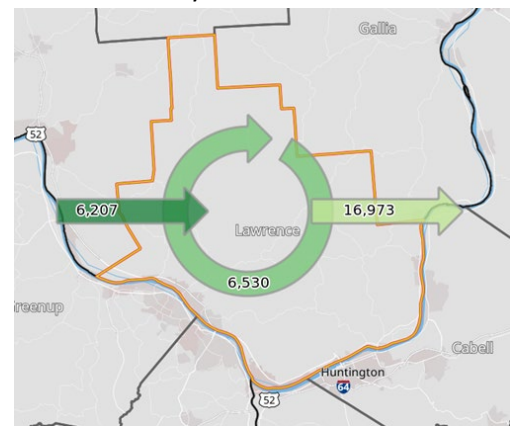 Gallia
52
6,207
16,973
Lawrence
6,530
reenup
Cabell
Huntington
64
52